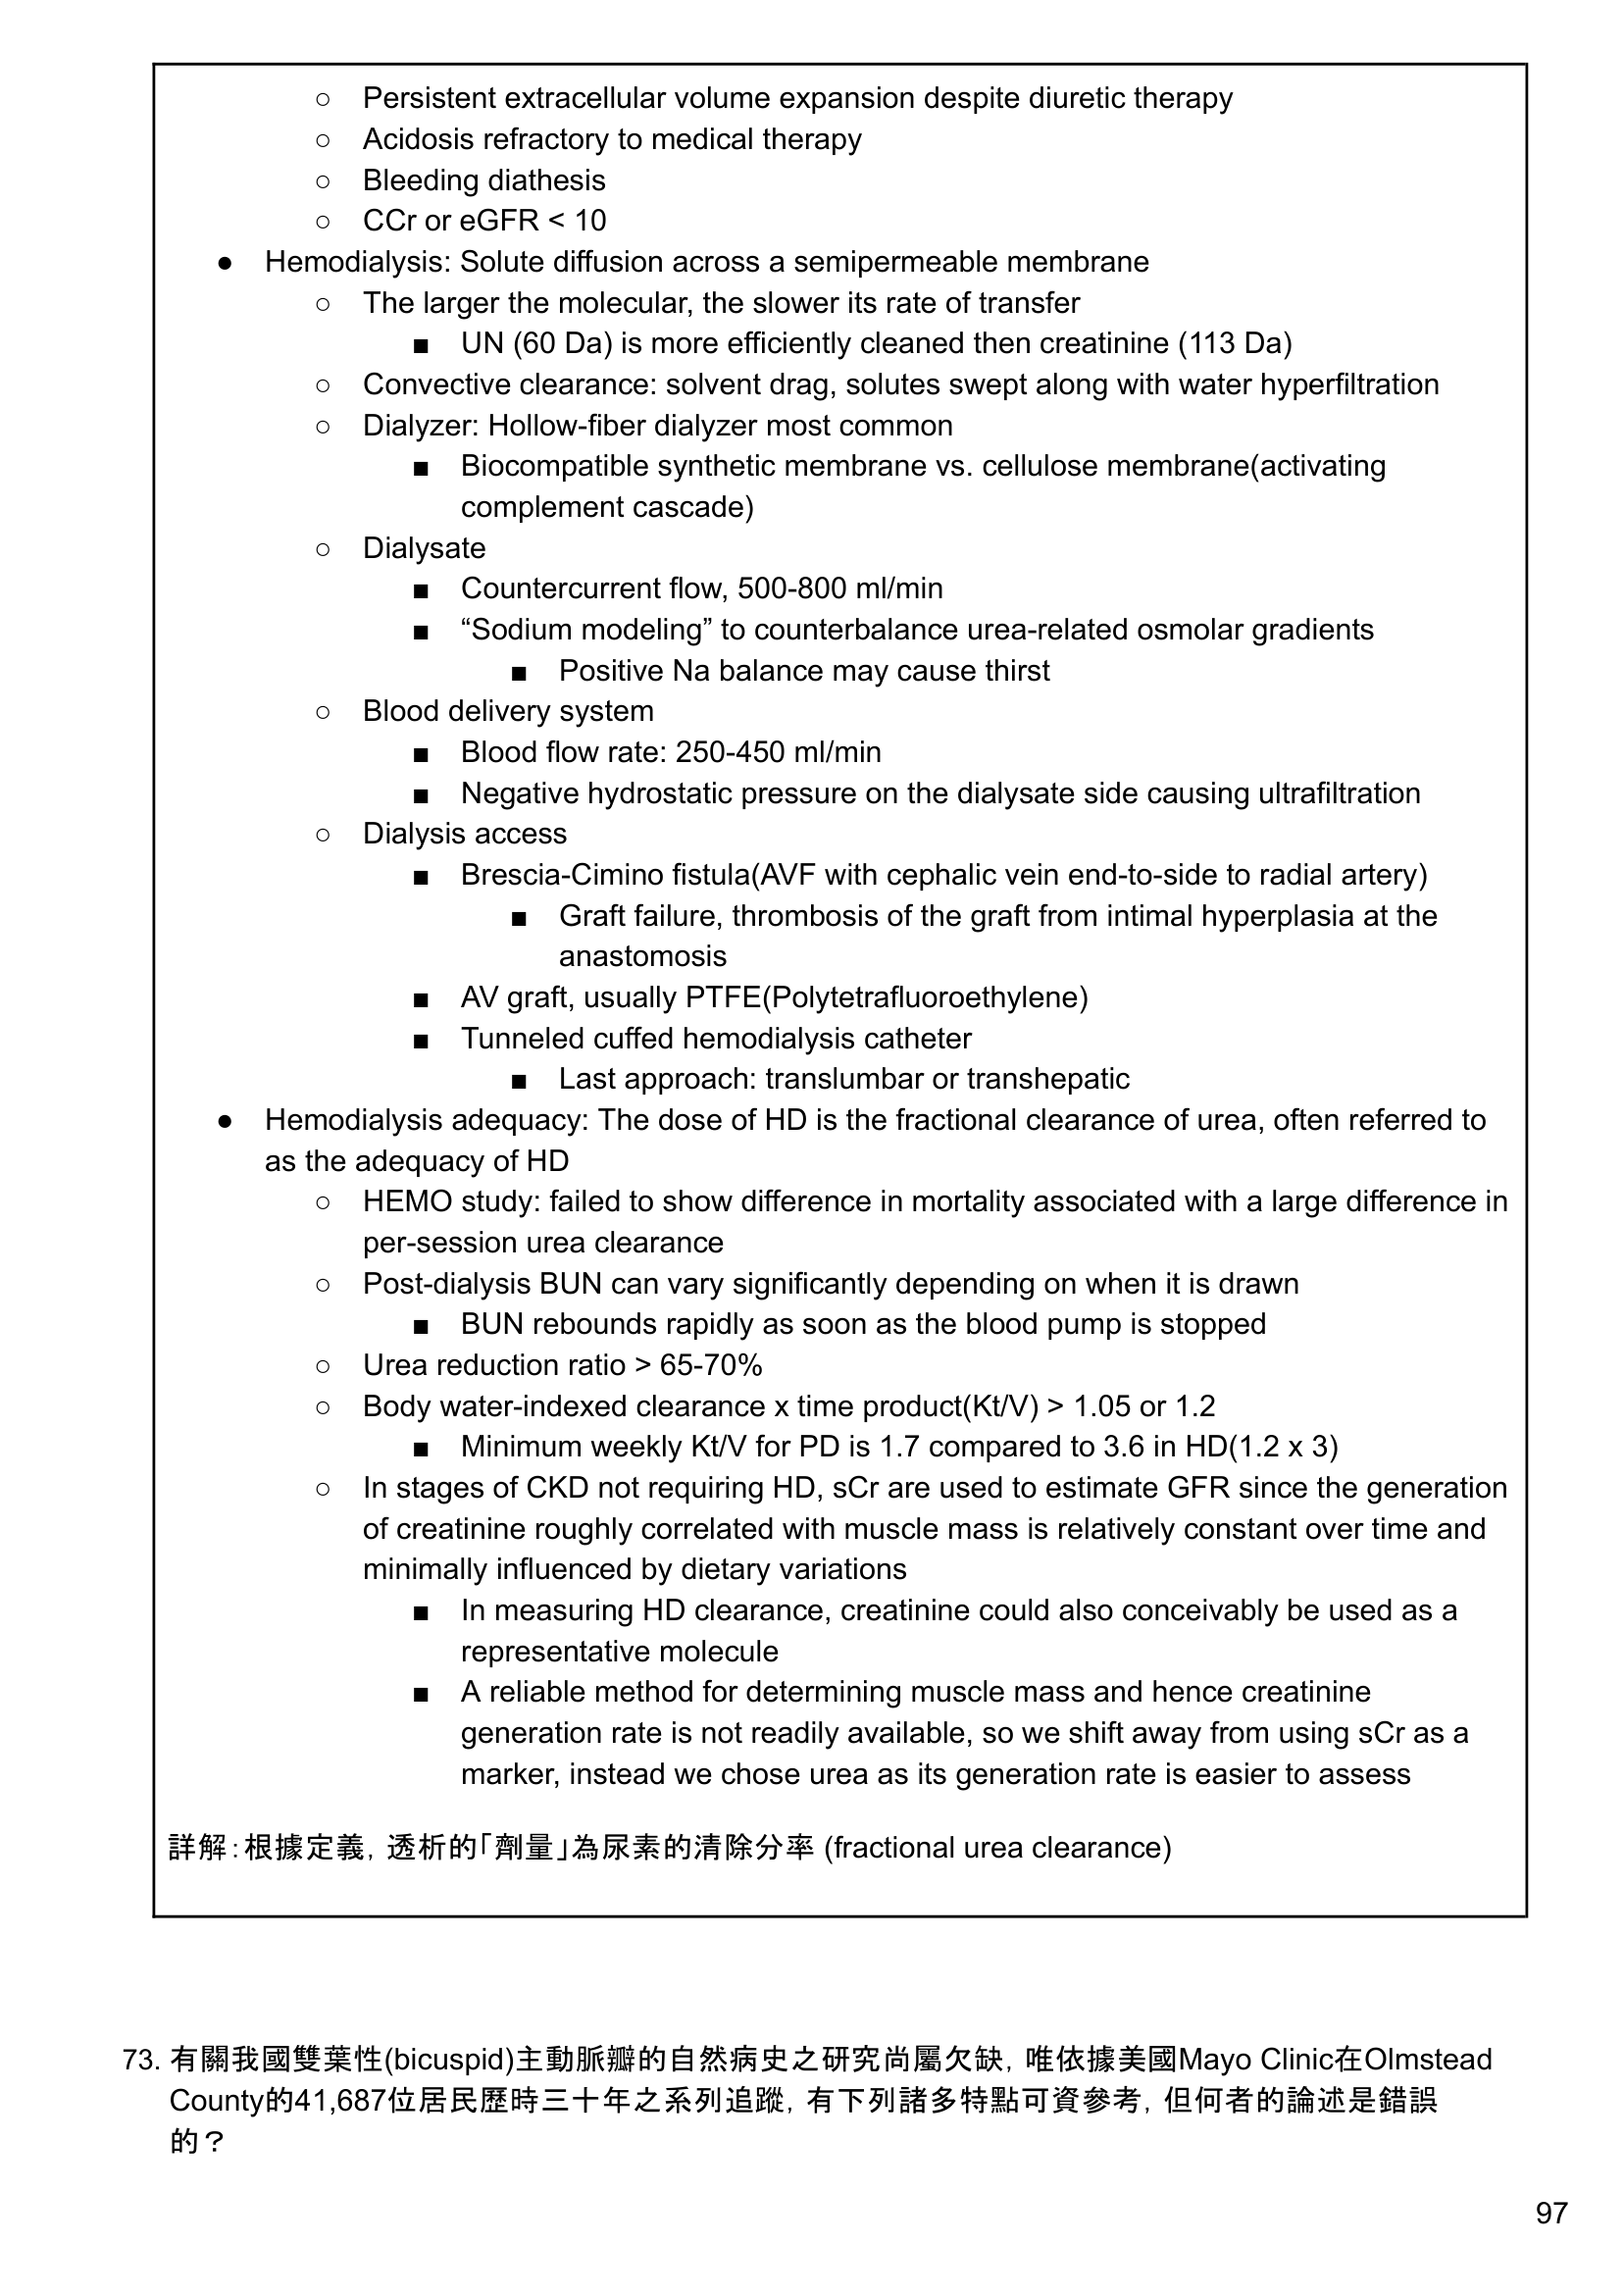 ○ Persistent extracellular volume expansion despite diuretic therapy
○ Acidosis refractory to medical therapy
○ Bleeding diathesis
○ CCr or eGFR < 10
● Hemodialysis: Solute diffusion across a semipermeable membrane
○ The larger the molecular, the slower its rate of transfer
■ UN (60 Da) is more efficiently cleaned then creatinine (113 Da)
○ Convective clearance: solvent drag, solutes swept along with water hyperfiltration
○ Dialyzer: Hollow-fiber dialyzer most common
■ Biocompatible synthetic membrane vs. cellulose membrane(activating
complement cascade)
○ Dialysate
■ Countercurrent flow, 500-800 ml/min
■ “Sodium modeling” to counterbalance urea-related osmolar gradients
■ Positive Na balance may cause thirst
○ Blood delivery system
■ Blood flow rate: 250-450 ml/min
■ Negative hydrostatic pressure on the dialysate side causing ultrafiltration
○ Dialysis access
■ Brescia-Cimino fistula(AVF with cephalic vein end-to-side to radial artery)
■ Graft failure, thrombosis of the graft from intimal hyperplasia at the
anastomosis
■ AV graft, usually PTFE(Polytetrafluoroethylene)
■ Tunneled cuffed hemodialysis catheter
■ Last approach: translumbar or transhepatic
● Hemodialysis adequacy: The dose of HD is the fractional clearance of urea, often referred to
as the adequacy of HD
○ HEMO study: failed to show difference in mortality associated with a large difference in
per-session urea clearance
○ Post-dialysis BUN can vary significantly depending on when it is drawn
■ BUN rebounds rapidly as soon as the blood pump is stopped
○ Urea reduction ratio > 65-70%
○ Body water-indexed clearance x time product(Kt/V) > 1.05 or 1.2
■ Minimum weekly Kt/V for PD is 1.7 compared to 3.6 in HD(1.2 x 3)
○ In stages of CKD not requiring HD, sCr are used to estimate GFR since the generation
of creatinine roughly correlated with muscle mass is relatively constant over time and
minimally influenced by dietary variations
■ In measuring HD clearance, creatinine could also conceivably be used as a
representative molecule
■ A reliable method for determining muscle mass and hence creatinine
generation rate is not readily available, so we shift away from using sCr as a
marker, instead we chose urea as its generation rate is easier to assess
詳解：根據定義，透析的「劑量」為尿素的清除分率 (fractional urea clearance)
73. 有關我國雙葉性(bicuspid)主動脈瓣的自然病史之研究尚屬欠缺，唯依據美國Mayo Clinic在Olmstead
County的41,687位居民歷時三十年之系列追蹤，有下列諸多特點可資參考，但何者的論述是錯誤
的？
97